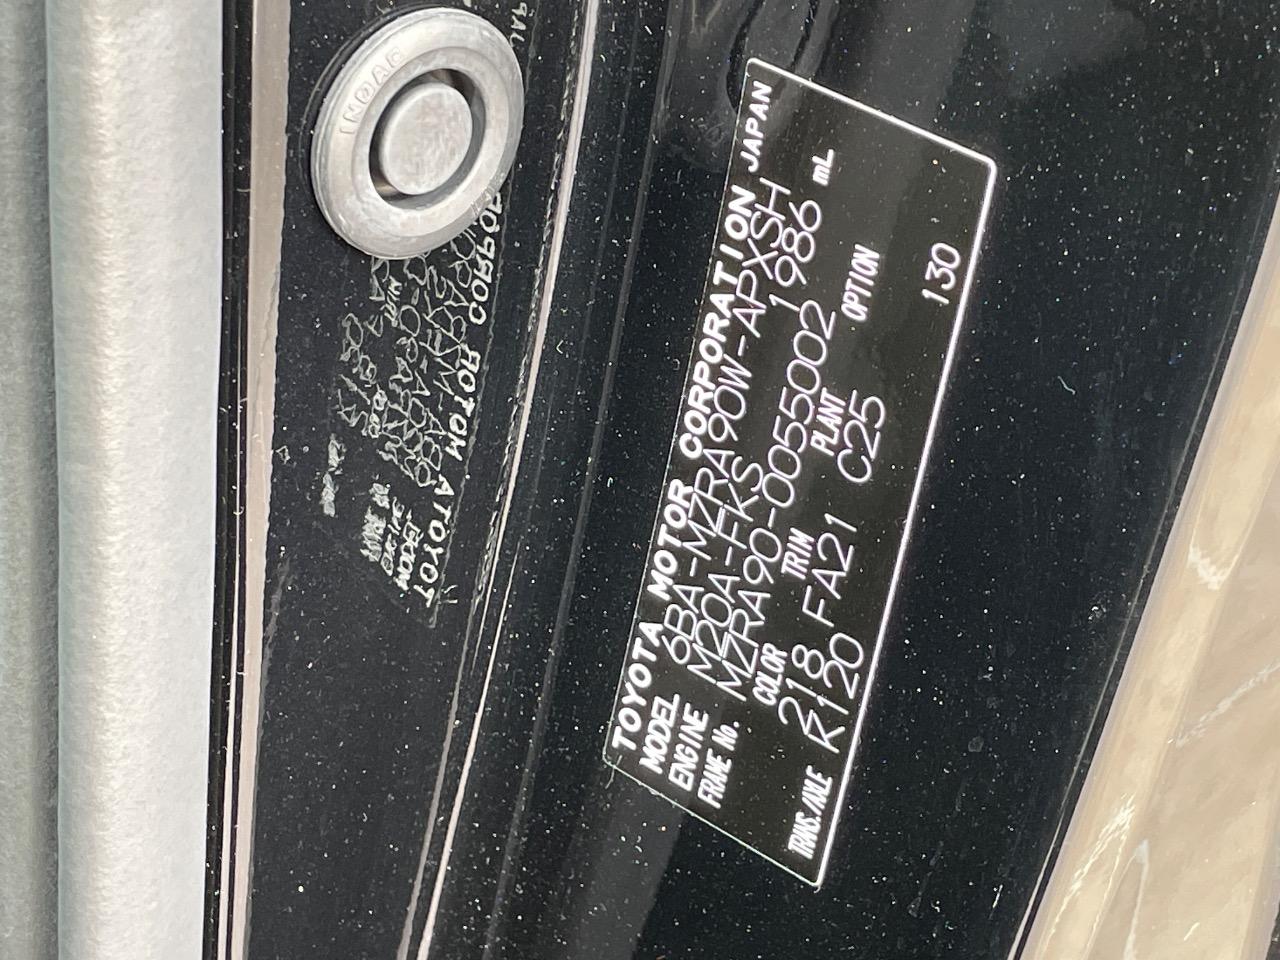 TOYOTA MOTOR CORPORATION JAPAN
MODEL 6BA-MZRA90W-APXSH
ENGINE M20A-FKS 1986 mL
FRAME No. MZRA90-0055002
COLOR TRIM PLANT OPTION
218 FA21 C25
TRANS./AXLE K120 130